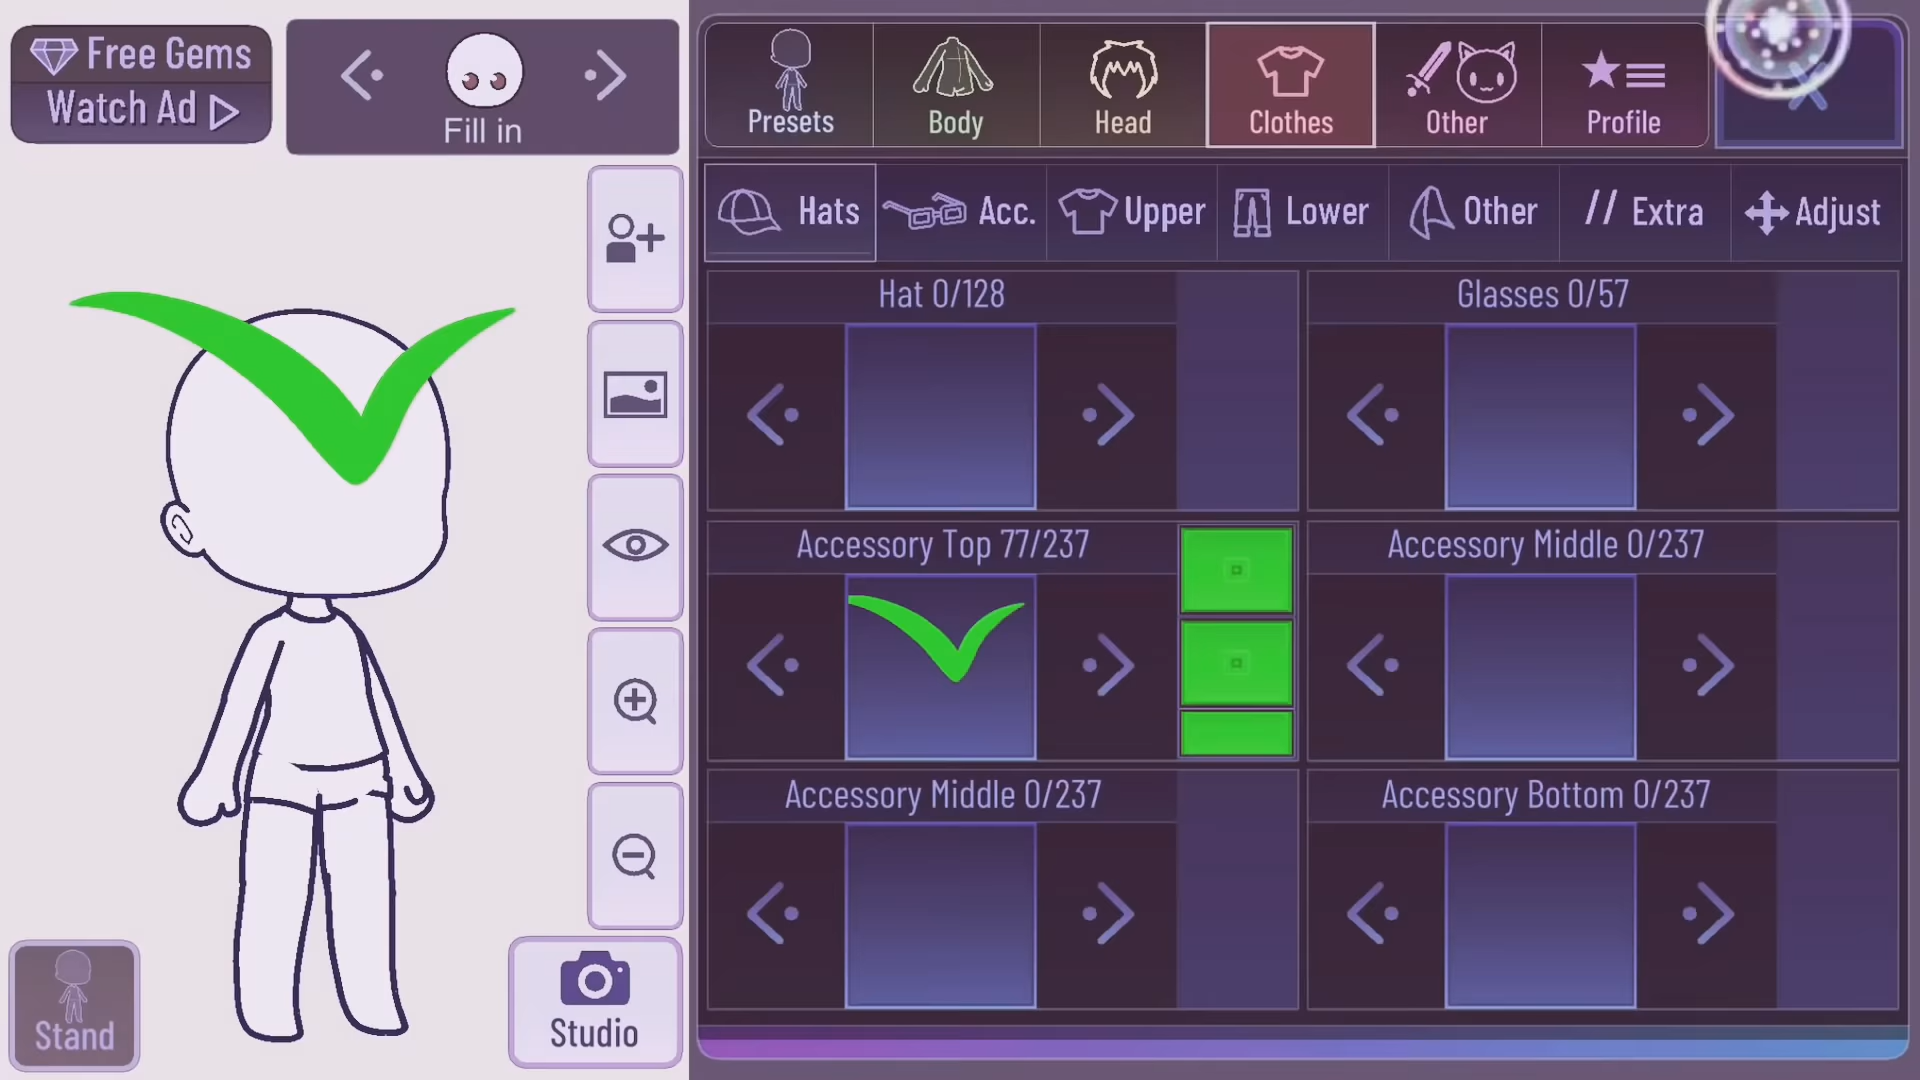 Free Gems
Watch Ad
Fill in
Presets
Body
Head
Clothes
Other
Profile
Hats
Acc.
Upper
Lower
Other
// Extra
Adjust
Hat 0/128
Glasses 0/57
Accessory Top 77/237
Accessory Middle 0/237
Accessory Middle 0/237
Accessory Bottom 0/237
Stand
Studio